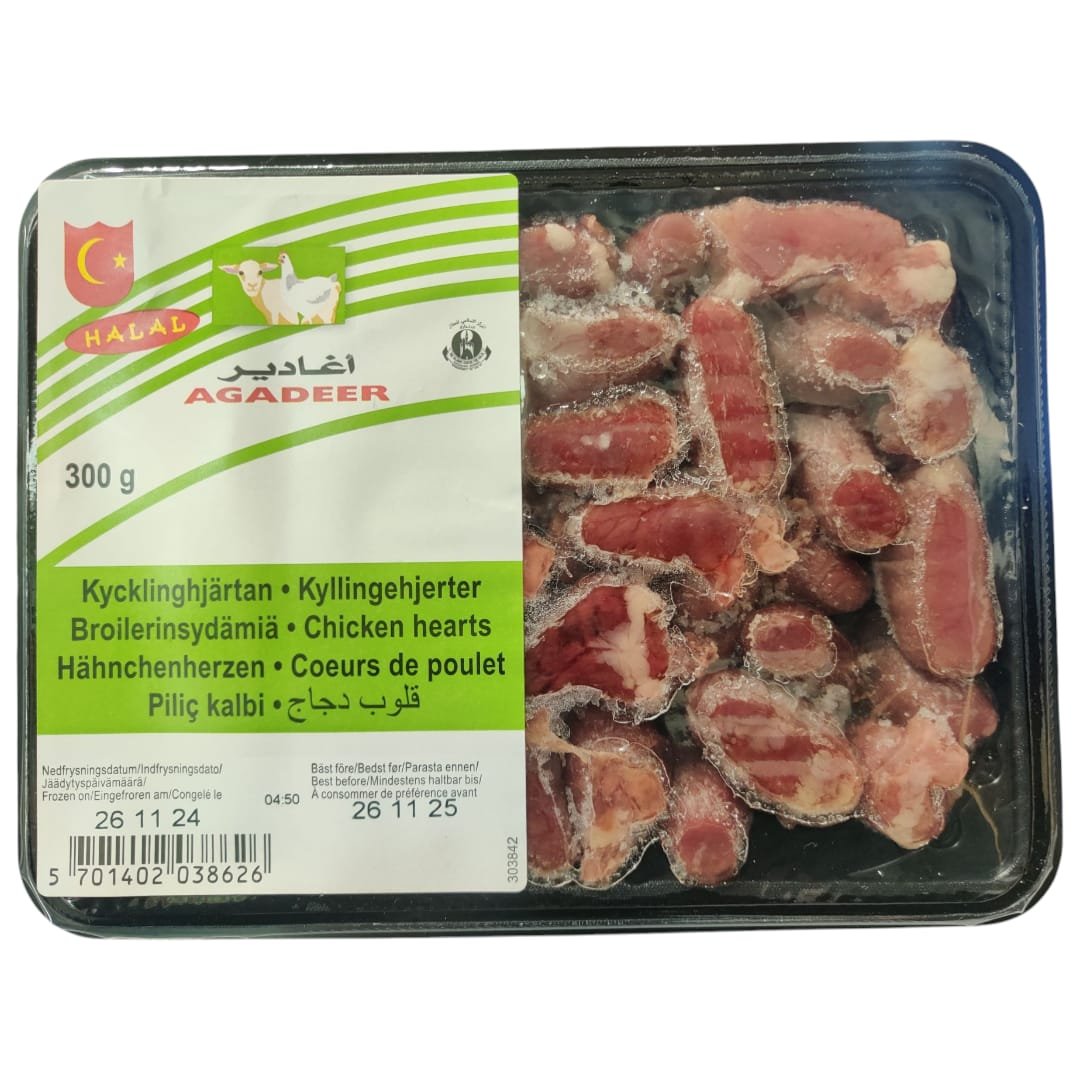 HALAL
أغادير
AGADEER
300 g
Kycklinghjärtan • Kyllingehjerter
Broilerinsydämiä • Chicken hearts
Hähnchenherzen • Coeurs de poulet
Piliç kalbi • قلوب دجاج
Nedfrysningsdatum/Indfrysningsdato/
Jäädytyspäivämäärä/
Frozen on/Eingefroren am/Congelé le
26 11 24
04:50
Bäst före/Bedst før/Parasta ennen/
Best before/Mindestens haltbar bis/
À consommer de préférence avant
26 11 25
5 701402 038626
303842